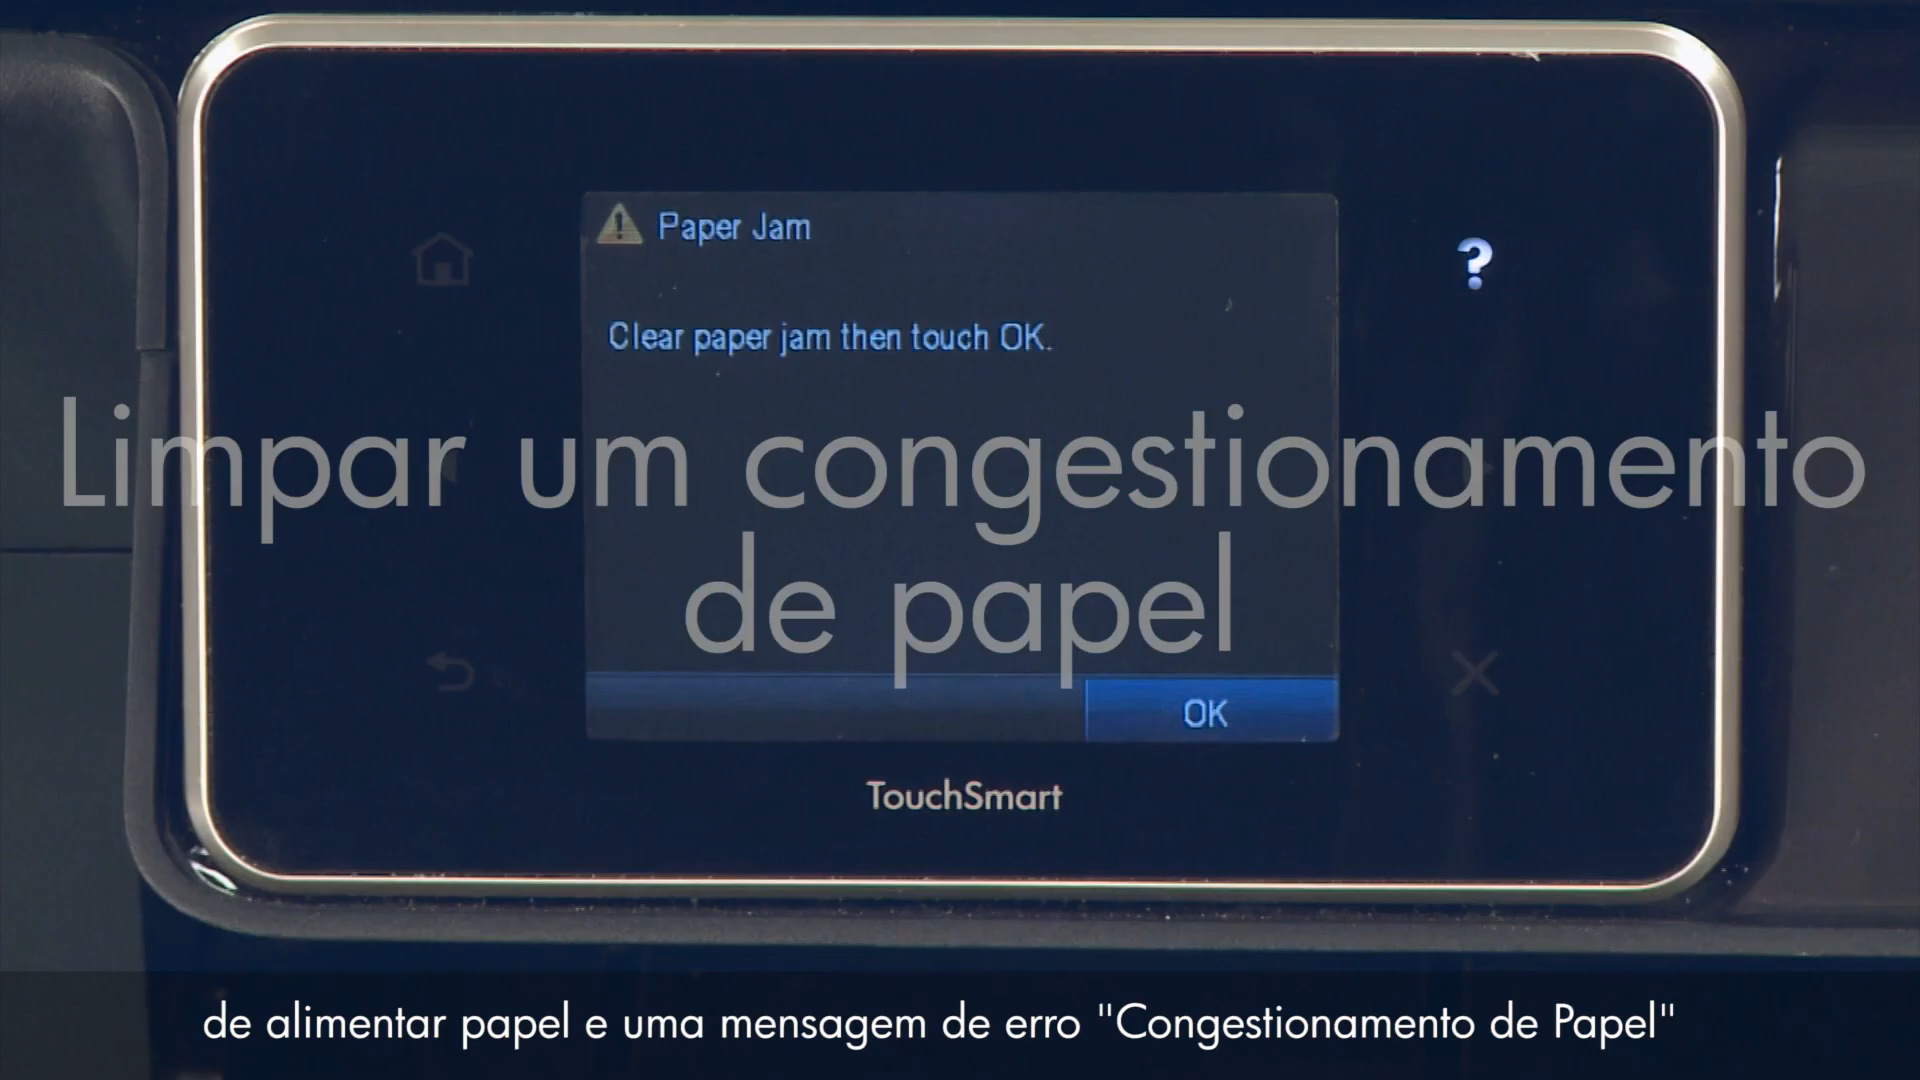 Paper Jam
?
Clear paper jam then touch OK.
Limpar um congestionamento
de papel
OK
TouchSmart
de alimentar papel e uma mensagem de erro "Congestionamento de Papel"